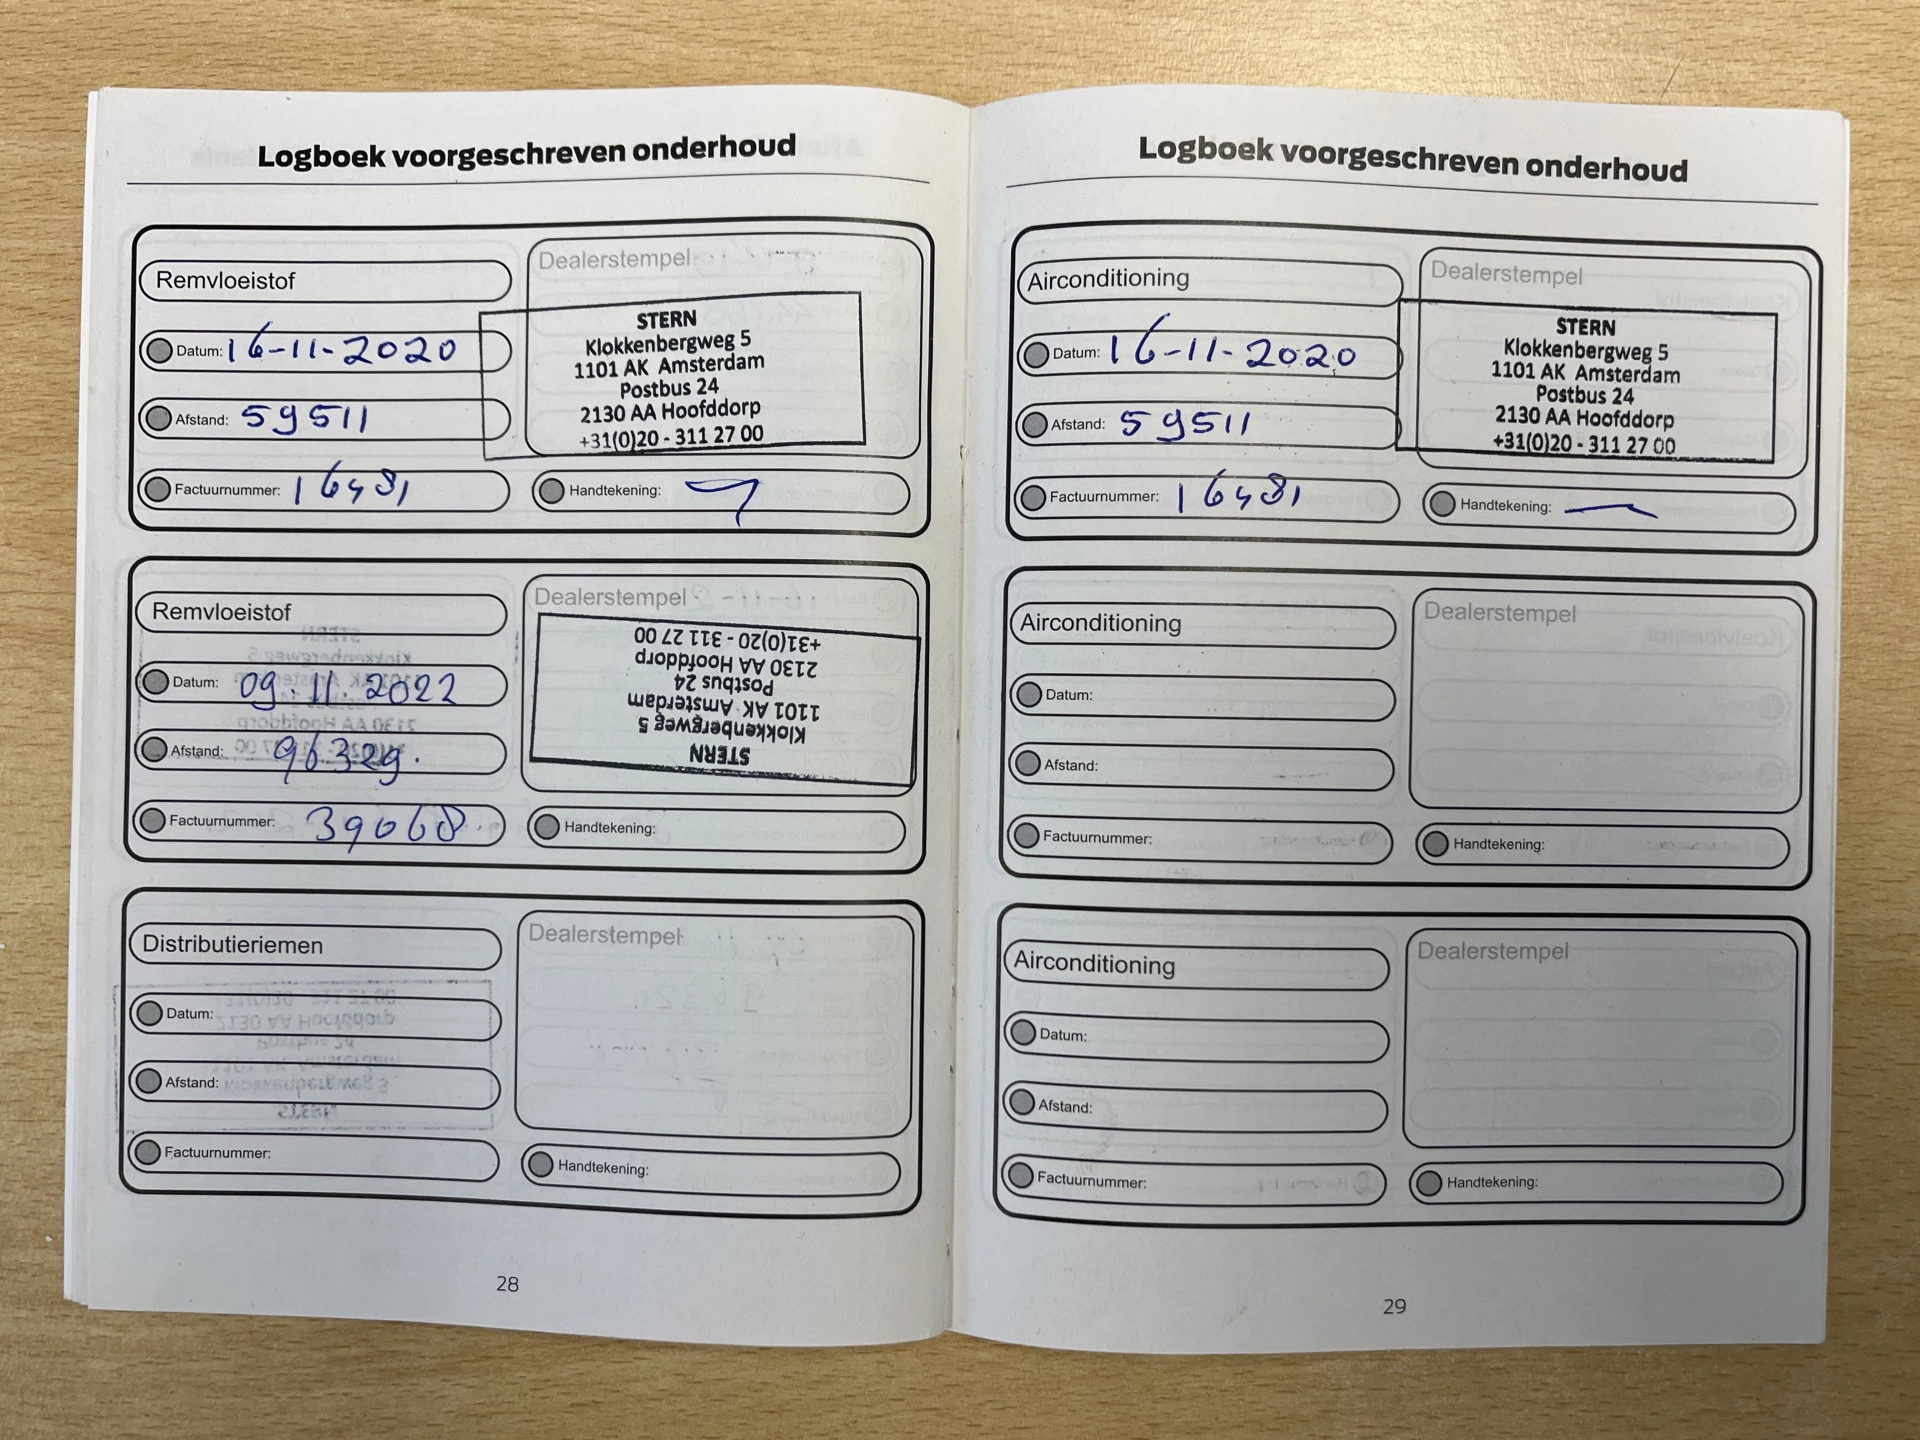 Logboek voorgeschreven onderhoud
Remvloeistof
Dealerstempel
STERN
Klokkenbergweg 5
1101 AK Amsterdam
Postbus 24
2130 AA Hoofddorp
+31(0)20 - 311 27 00
Datum: 16-11-2020
Afstand: 59511
Factuurnummer: 16481
Handtekening:
Remvloeistof
Dealerstempel
STERN
Klokkenbergweg 5
1101 AK Amsterdam
Postbus 24
2130 AA Hoofddorp
+31(0)20 - 311 27 00
Datum: 09.11.2022
Afstand: 96329.
Factuurnummer: 39068
Handtekening:
Distributieriemen
Dealerstempel
Datum:
Afstand:
Factuurnummer:
Handtekening:
28
Logboek voorgeschreven onderhoud
Airconditioning
Dealerstempel
STERN
Klokkenbergweg 5
1101 AK Amsterdam
Postbus 24
2130 AA Hoofddorp
+31(0)20 - 311 27 00
Datum: 16-11-2020
Afstand: 59511
Factuurnummer: 16481
Handtekening:
Airconditioning
Dealerstempel
Datum:
Afstand:
Factuurnummer:
Handtekening:
Airconditioning
Dealerstempel
Datum:
Afstand:
Factuurnummer:
Handtekening:
29